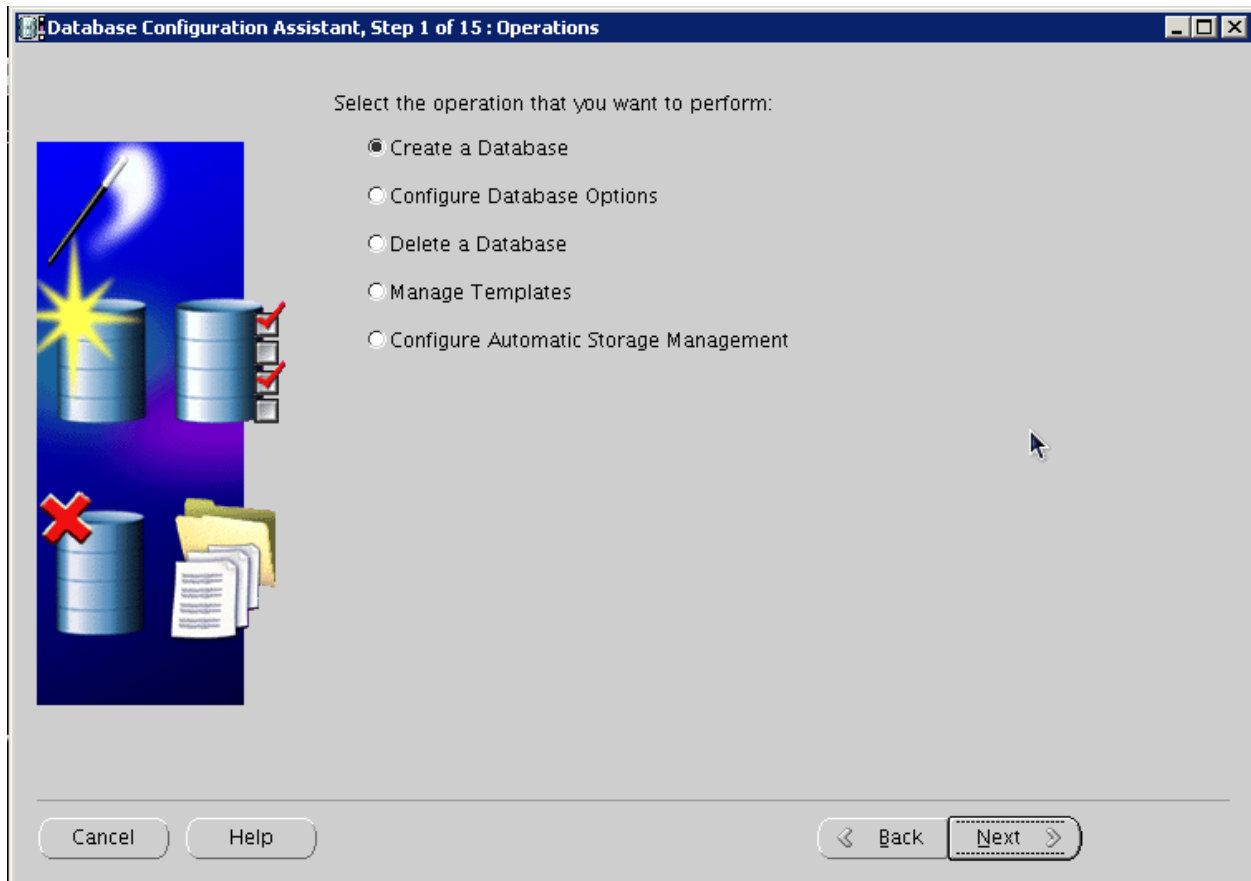 Database Configuration Assistant, Step 1 of 15 : Operations
Select the operation that you want to perform:
Create a Database
Configure Database Options
Delete a Database
Manage Templates
Configure Automatic Storage Management
Cancel
Help
Back
Next